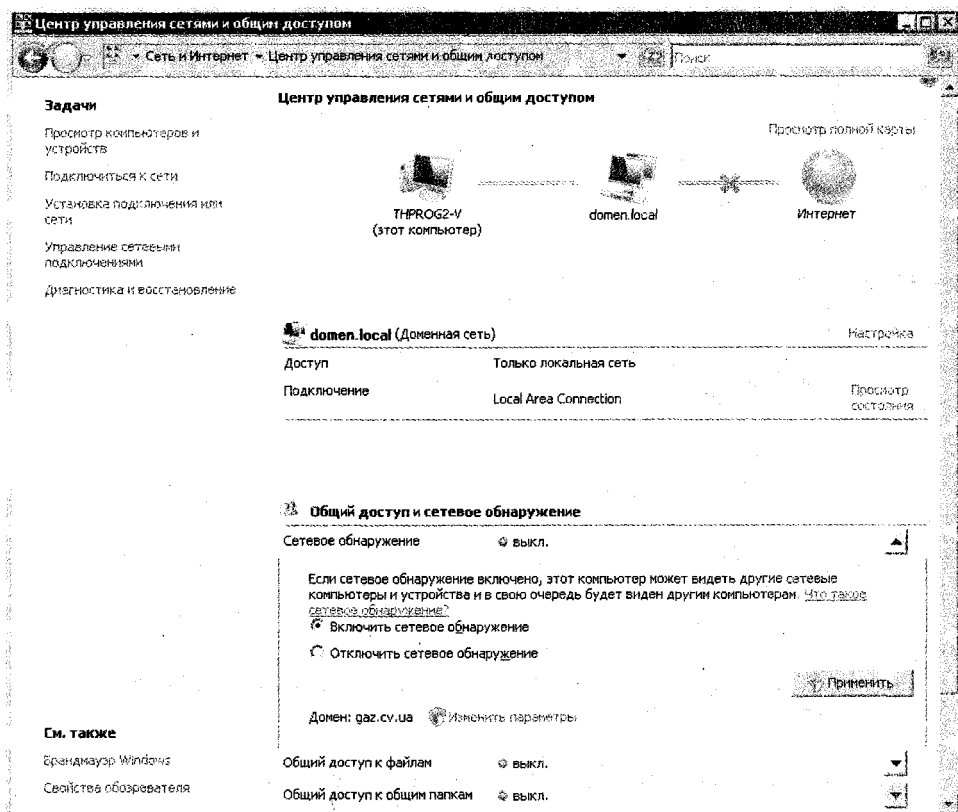 Центр управления сетями и общим доступом
Сеть и Интернет Центр управления сетями и общим доступом Поиск
Задачи
Просмотр компьютеров и
устройств
Подключиться к сети
Установка подключения или
сети
Управление сетевыми
подключениями
Диагностика и восстановление
Центр управления сетями и общим доступом
Просмотр полной карты
THPROG2-V
(этот компьютер)
domen.local
Интернет
domen.local (Доменная сеть)
Настройка
Доступ Только локальная сеть
Подключение Local Area Connection
Просмотр
состояния
Общий доступ и сетевое обнаружение
Сетевое обнаружение выкл.
Если сетевое обнаружение включено, этот компьютер может видеть другие сетевые
компьютеры и устройства и в свою очередь будет виден другим компьютерам. Что такое
сетевое обнаружение?
Включить сетевое обнаружение
Отключить сетевое обнаружение
Применить
Домен: gaz.cv.ua Изменить параметры
Общий доступ к файлам выкл.
Общий доступ к общим папкам выкл.
См. также
Брандмауэр Windows
Свойства обозревателя